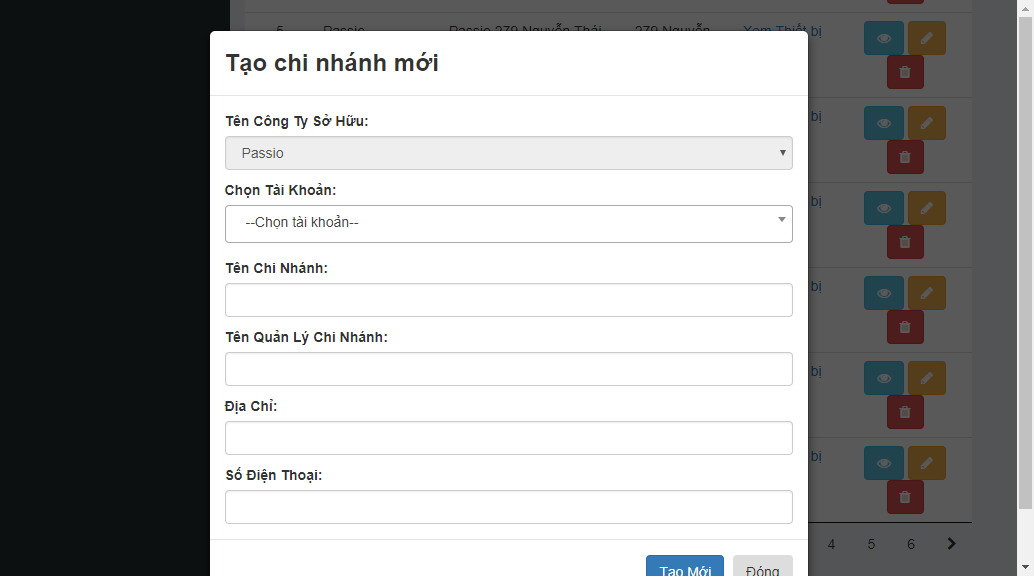 5 Passio Passio 279 Nguyễn Thái 279 Nguyễn Xem Thiết bị
Tạo chi nhánh mới
Tên Công Ty Sở Hữu:
Passio
bị
Chọn Tài Khoản:
--Chọn tài khoản--
bị
Tên Chi Nhánh:
bị
Tên Quản Lý Chi Nhánh:
bị
Địa Chỉ:
bị
Số Điện Thoại:
4 5 6
Tạo Mới Đóng